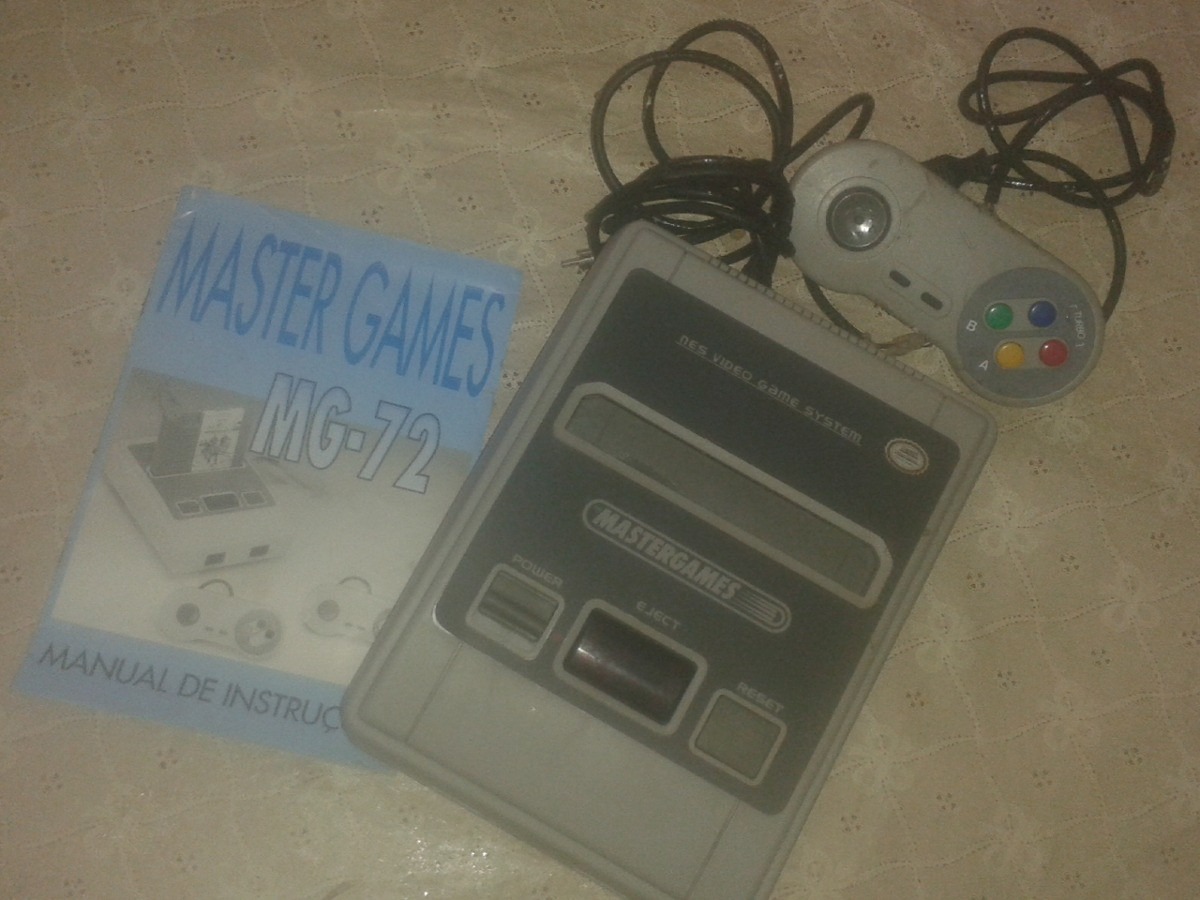 MASTER GAMES
MG-72
MANUAL DE INSTRUÇ
NES VIDEO GAME SYSTEM
MASTERGAMES
POWER
EJECT
RESET
B
A
TURBO